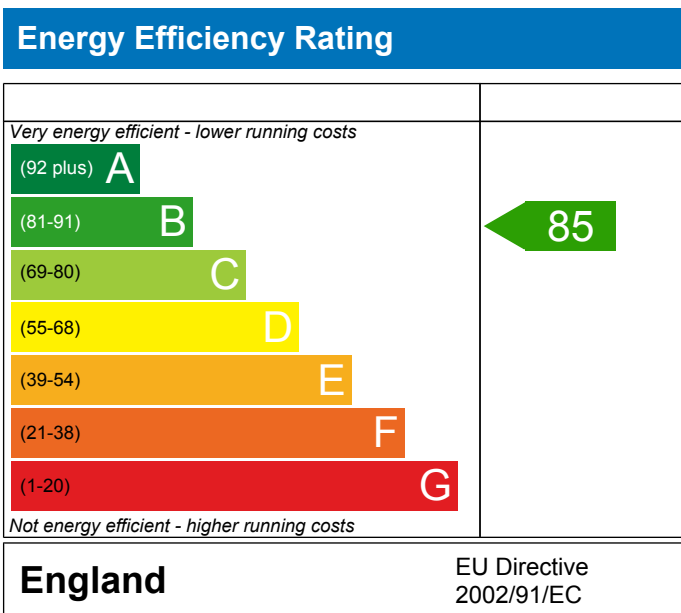 Energy Efficiency Rating
Very energy efficient - lower running costs
(92 plus) A
(81-91) B
85
(69-80) C
(55-68) D
(39-54) E
(21-38) F
(1-20) G
Not energy efficient - higher running costs
England
EU Directive
2002/91/EC